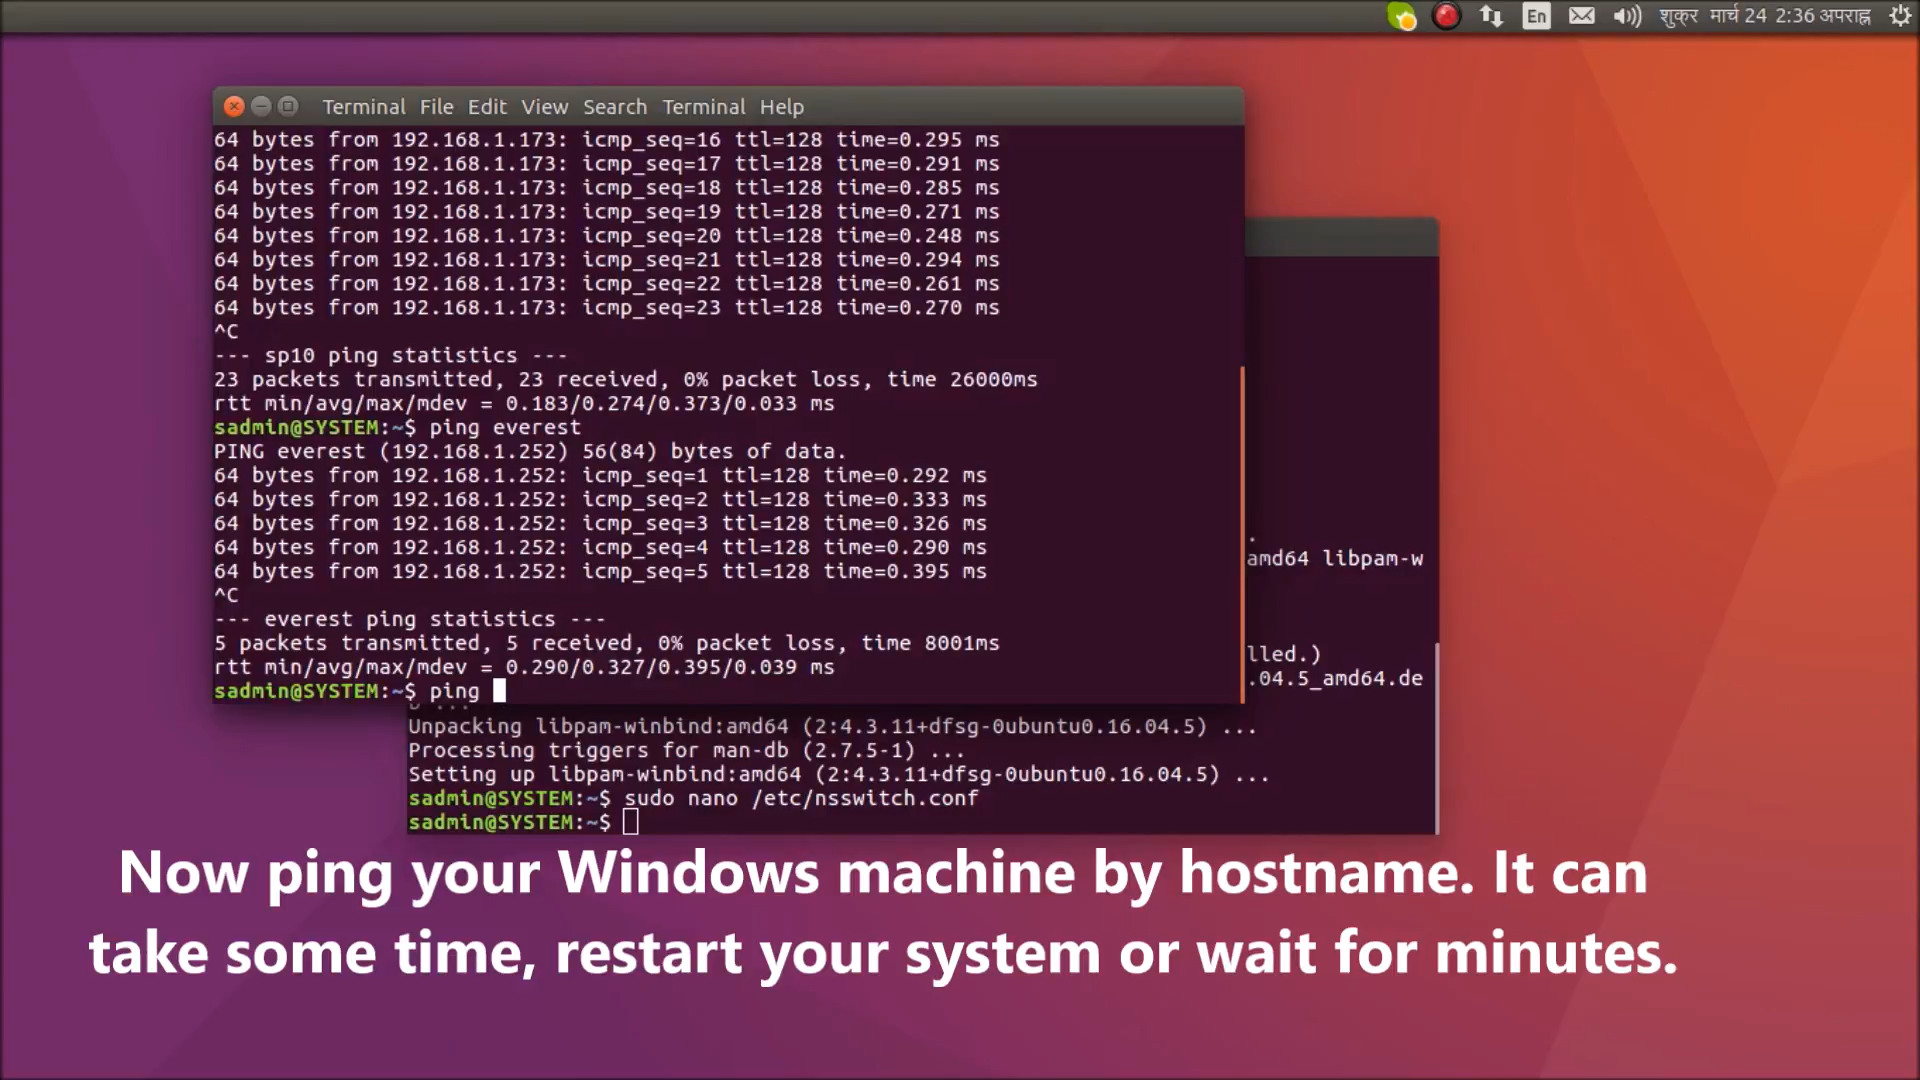 En शुक्र मार्च 24 2:36 अपराह्न
Terminal File Edit View Search Terminal Help
64 bytes from 192.168.1.173: icmp_seq=16 ttl=128 time=0.295 ms
64 bytes from 192.168.1.173: icmp_seq=17 ttl=128 time=0.291 ms
64 bytes from 192.168.1.173: icmp_seq=18 ttl=128 time=0.285 ms
64 bytes from 192.168.1.173: icmp_seq=19 ttl=128 time=0.271 ms
64 bytes from 192.168.1.173: icmp_seq=20 ttl=128 time=0.248 ms
64 bytes from 192.168.1.173: icmp_seq=21 ttl=128 time=0.294 ms
64 bytes from 192.168.1.173: icmp_seq=22 ttl=128 time=0.261 ms
64 bytes from 192.168.1.173: icmp_seq=23 ttl=128 time=0.270 ms
^C
--- sp10 ping statistics ---
23 packets transmitted, 23 received, 0% packet loss, time 26000ms
rtt min/avg/max/mdev = 0.183/0.274/0.373/0.033 ms
sadmin@SYSTEM:~$ ping everest
PING everest (192.168.1.252) 56(84) bytes of data.
64 bytes from 192.168.1.252: icmp_seq=1 ttl=128 time=0.292 ms
64 bytes from 192.168.1.252: icmp_seq=2 ttl=128 time=0.333 ms
64 bytes from 192.168.1.252: icmp_seq=3 ttl=128 time=0.326 ms
64 bytes from 192.168.1.252: icmp_seq=4 ttl=128 time=0.290 ms
64 bytes from 192.168.1.252: icmp_seq=5 ttl=128 time=0.395 ms
^C
--- everest ping statistics ---
5 packets transmitted, 5 received, 0% packet loss, time 8001ms
rtt min/avg/max/mdev = 0.290/0.327/0.395/0.039 ms
sadmin@SYSTEM:~$ ping
.
amd64 libpam-w
lled.)
.04.5_amd64.de
Unpacking libpam-winbind:amd64 (2:4.3.11+dfsg-0ubuntu0.16.04.5) ...
Processing triggers for man-db (2.7.5-1) ...
Setting up libpam-winbind:amd64 (2:4.3.11+dfsg-0ubuntu0.16.04.5) ...
sadmin@SYSTEM:~$ sudo nano /etc/nsswitch.conf
sadmin@SYSTEM:~$
Now ping your Windows machine by hostname. It can
take some time, restart your system or wait for minutes.